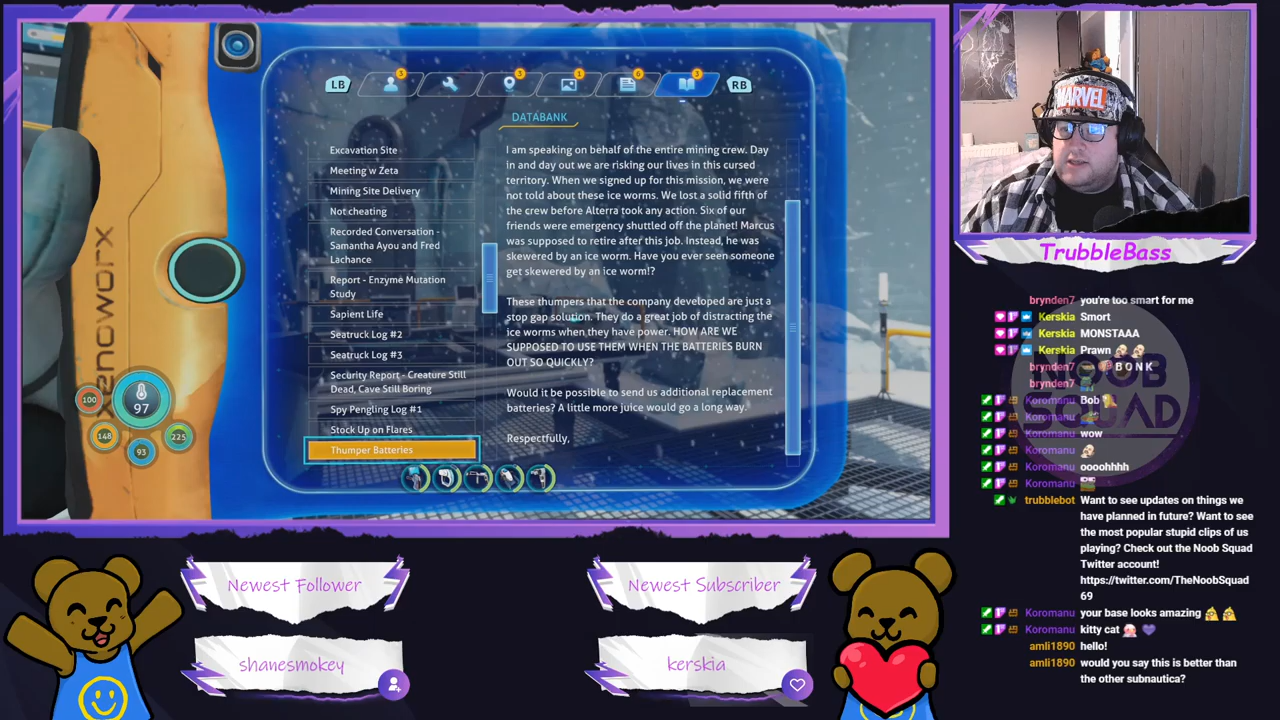 LB
3
3
1
6
3
RB
DATABANK
Excavation Site
Meeting w Zeta
Mining Site Delivery
Not cheating
Recorded Conversation -
Samantha Ayou and Fred
Lachance
Report - Enzyme Mutation
Study
Sapient Life
Seatruck Log #2
Seatruck Log #3
Security Report - Creature Still
Dead, Cave Still Boring
Spy Pengling Log #1
Stock Up on Flares
Thumper Batteries
I am speaking on behalf of the entire mining crew. Day
in and day out we are risking our lives in this cursed
territory. When we signed up for this mission, we were
not told about these ice worms. We lost a solid fifth of
the crew before Alterra took any action. Six of our
friends were emergency shuttled off the planet! Marcus
was supposed to retire after this job. Instead, he was
skewered by an ice worm. Have you ever seen someone
get skewered by an ice worm!?
These thumpers that the company developed are just a
stop gap solution. They do a great job of distracting the
ice worms when they have power. HOW ARE WE
SUPPOSED TO USE THEM WHEN THE BATTERIES BURN
OUT SO QUICKLY?
Would it be possible to send us additional replacement
batteries? A little more juice would go a long way.
Respectfully,
xenoworx
100
97
148
225
93
MARVEL
TrubbleBass
brynden7 you're too smart for me
Kerskia Smort
Kerskia MONSTAAA
Kerskia Prawn
brynden7 BONK
brynden7
Koromanu Bob
Koromanu
Koromanu wow
Koromanu
Koromanu oooohhhh
Koromanu
NOOB
SQUAD
trubblebot Want to see updates on things we
have planned in future? Want to see
the most popular stupid clips of us
playing? Check out the Noob Squad
Twitter account!
https://twitter.com/TheNoobSquad
69
Koromanu your base looks amazing
Koromanu kitty cat
amli1890 hello!
amli1890 would you say this is better than
the other subnautica?
Newest Follower
shanesmokey
Newest Subscriber
kerskia